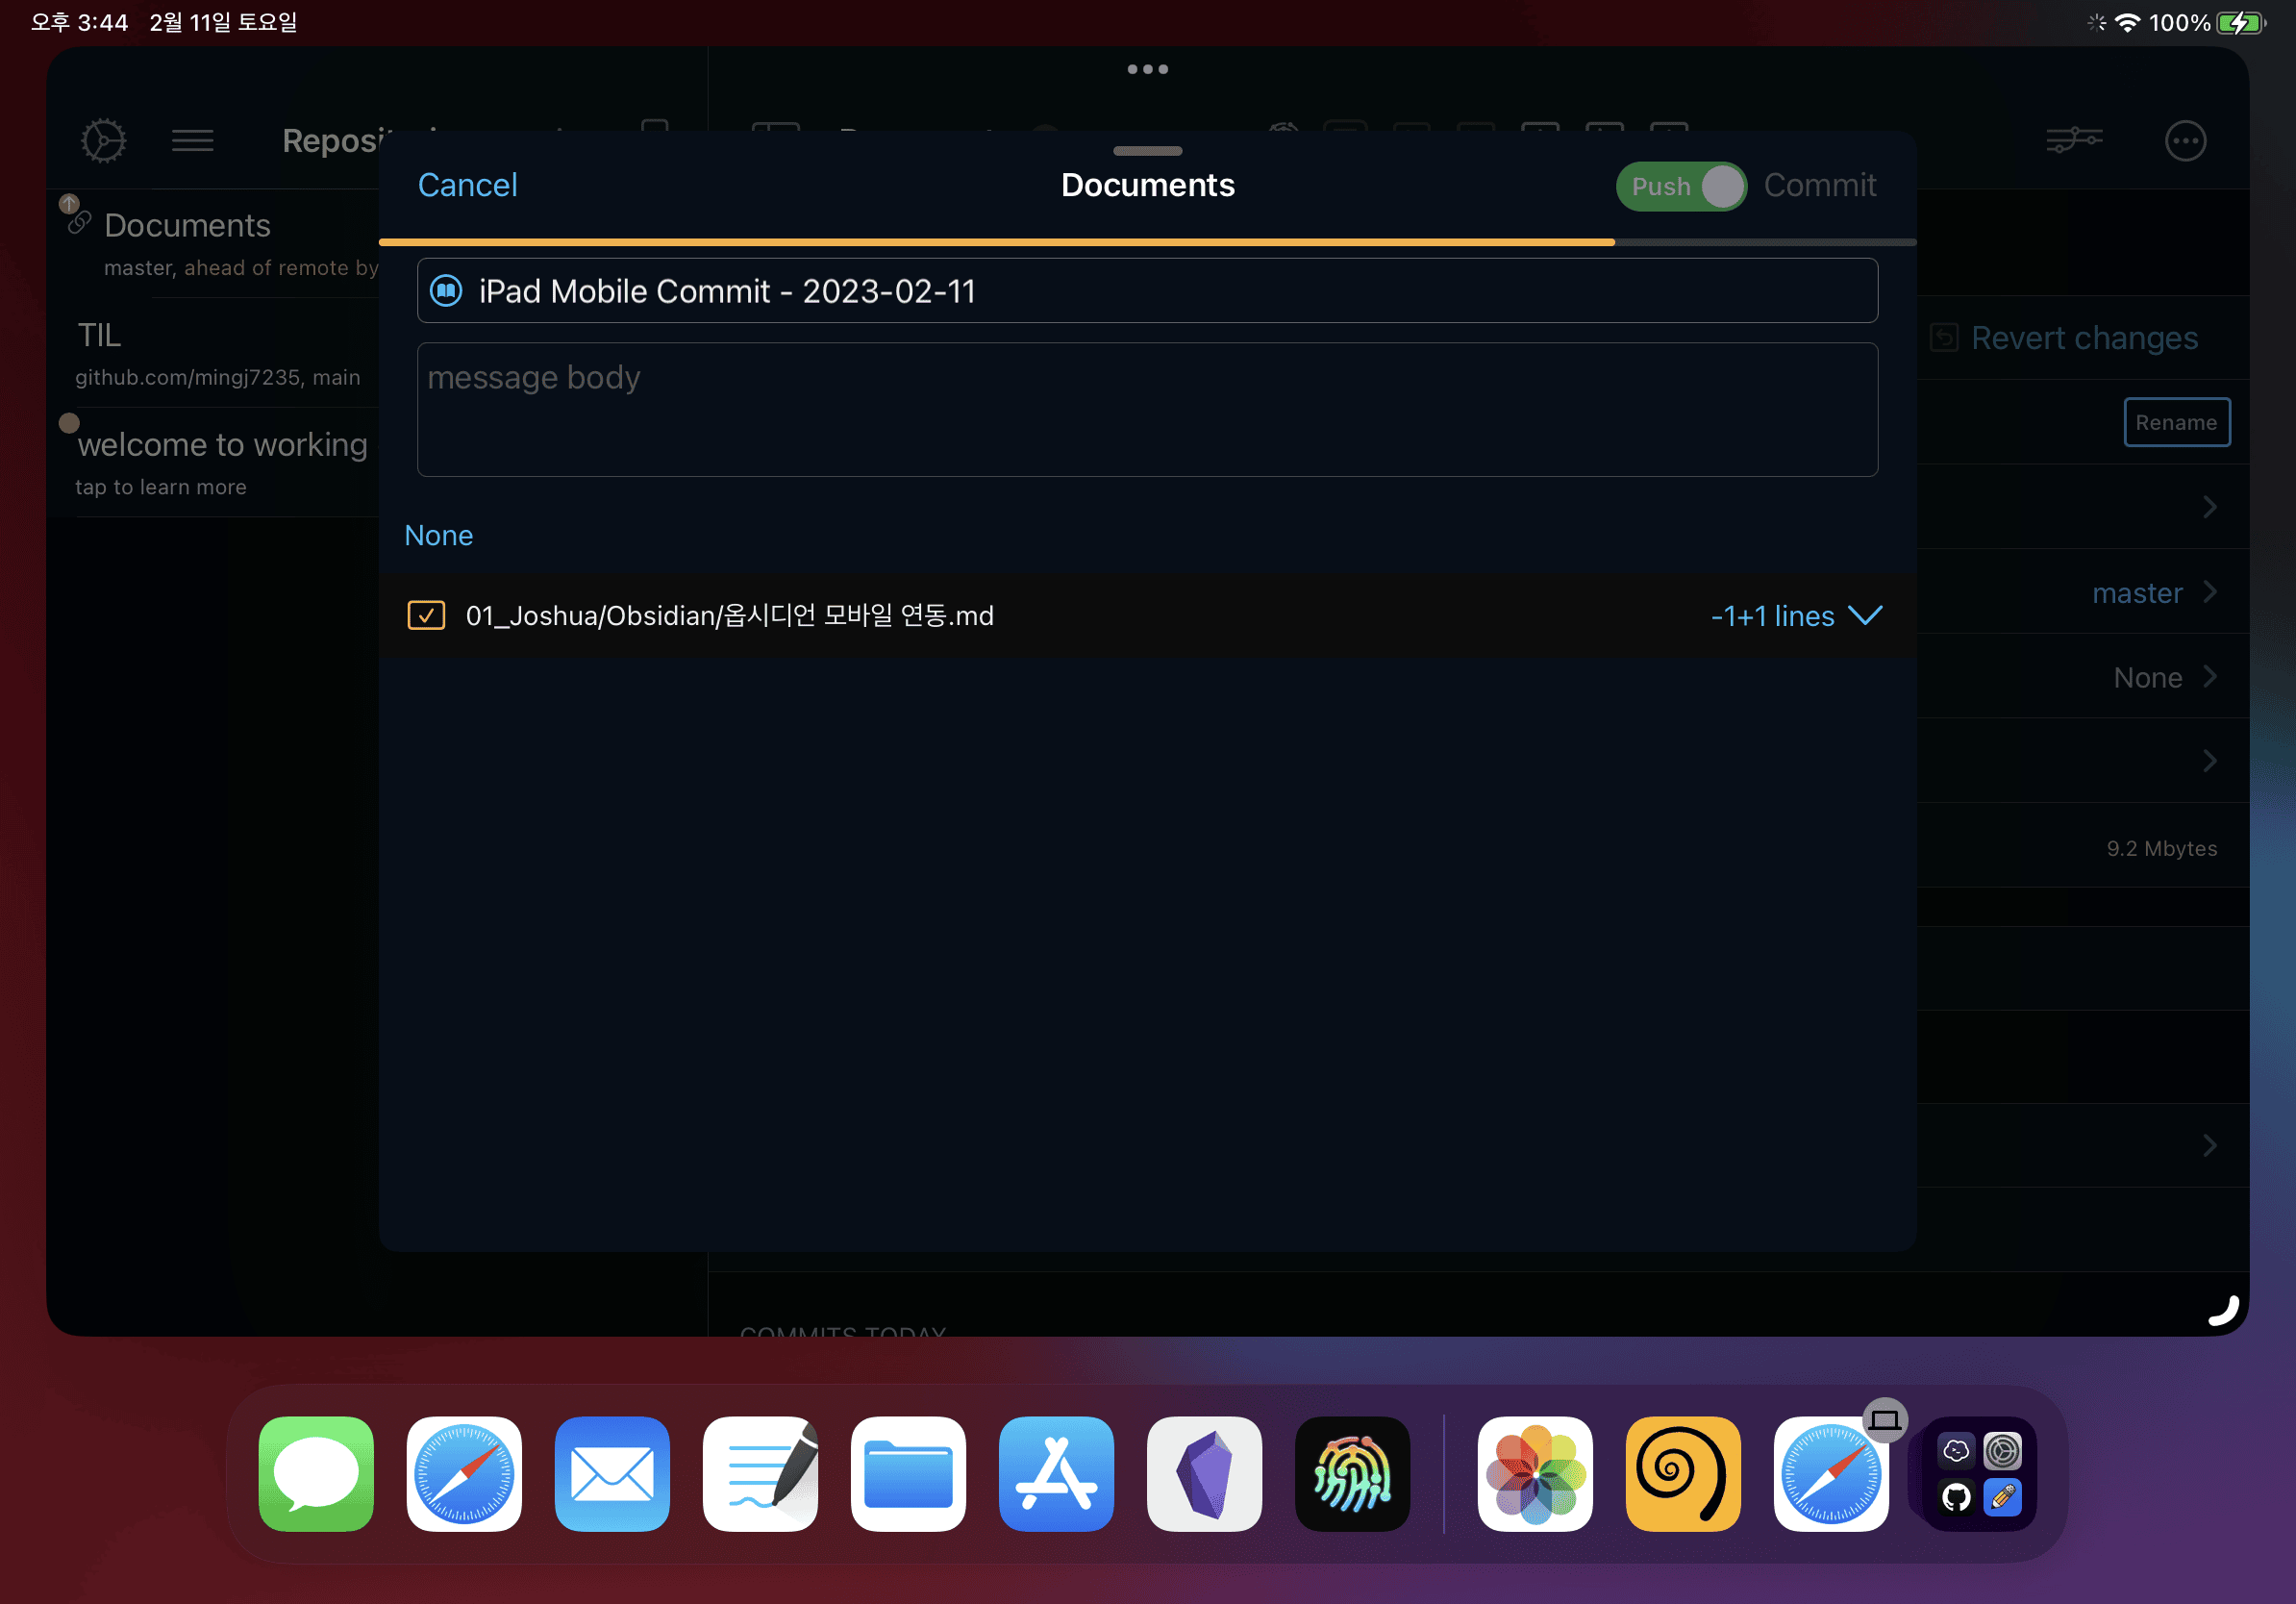 오후 3:44 2월 11일 토요일
100%
Cancel
Documents
Push
Commit
Documents
master, ahead of remote by
iPad Mobile Commit - 2023-02-11
TIL
github.com/mingj7235, main
message body
Revert changes
Rename
welcome to working
tap to learn more
None
01_Joshua/Obsidian/옵시디언 모바일 연동.md
-1+1 lines
master
None
9.2 Mbytes
COMMITS TODAY